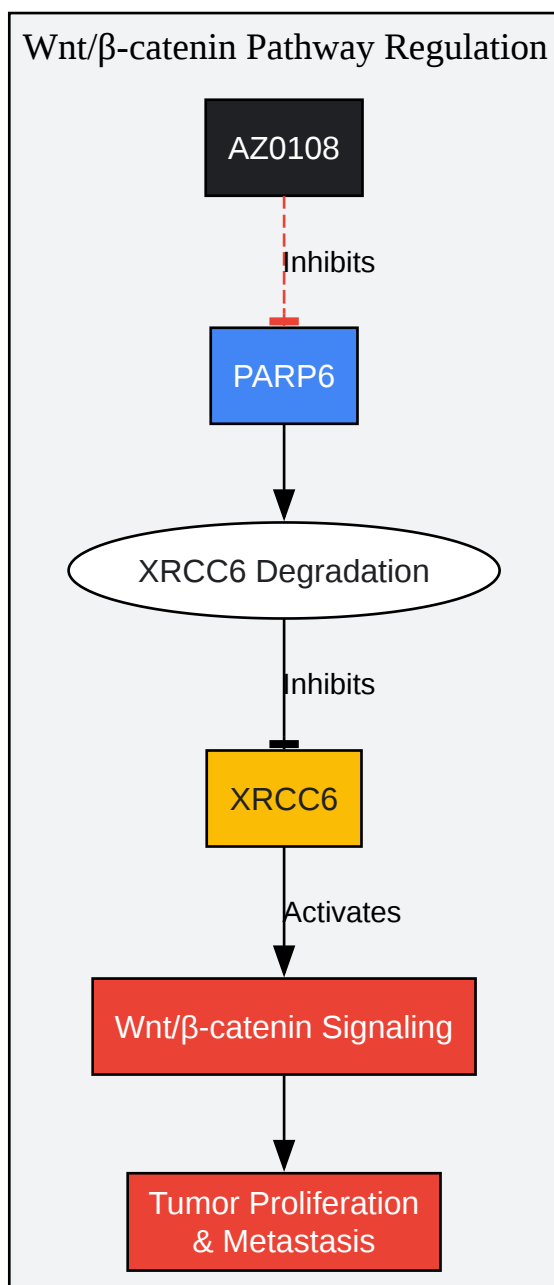 Wnt/β-catenin Pathway Regulation
AZ0108
Inhibits
PARP6
XRCC6 Degradation
Inhibits
XRCC6
Activates
Wnt/β-catenin Signaling
Tumor Proliferation
& Metastasis